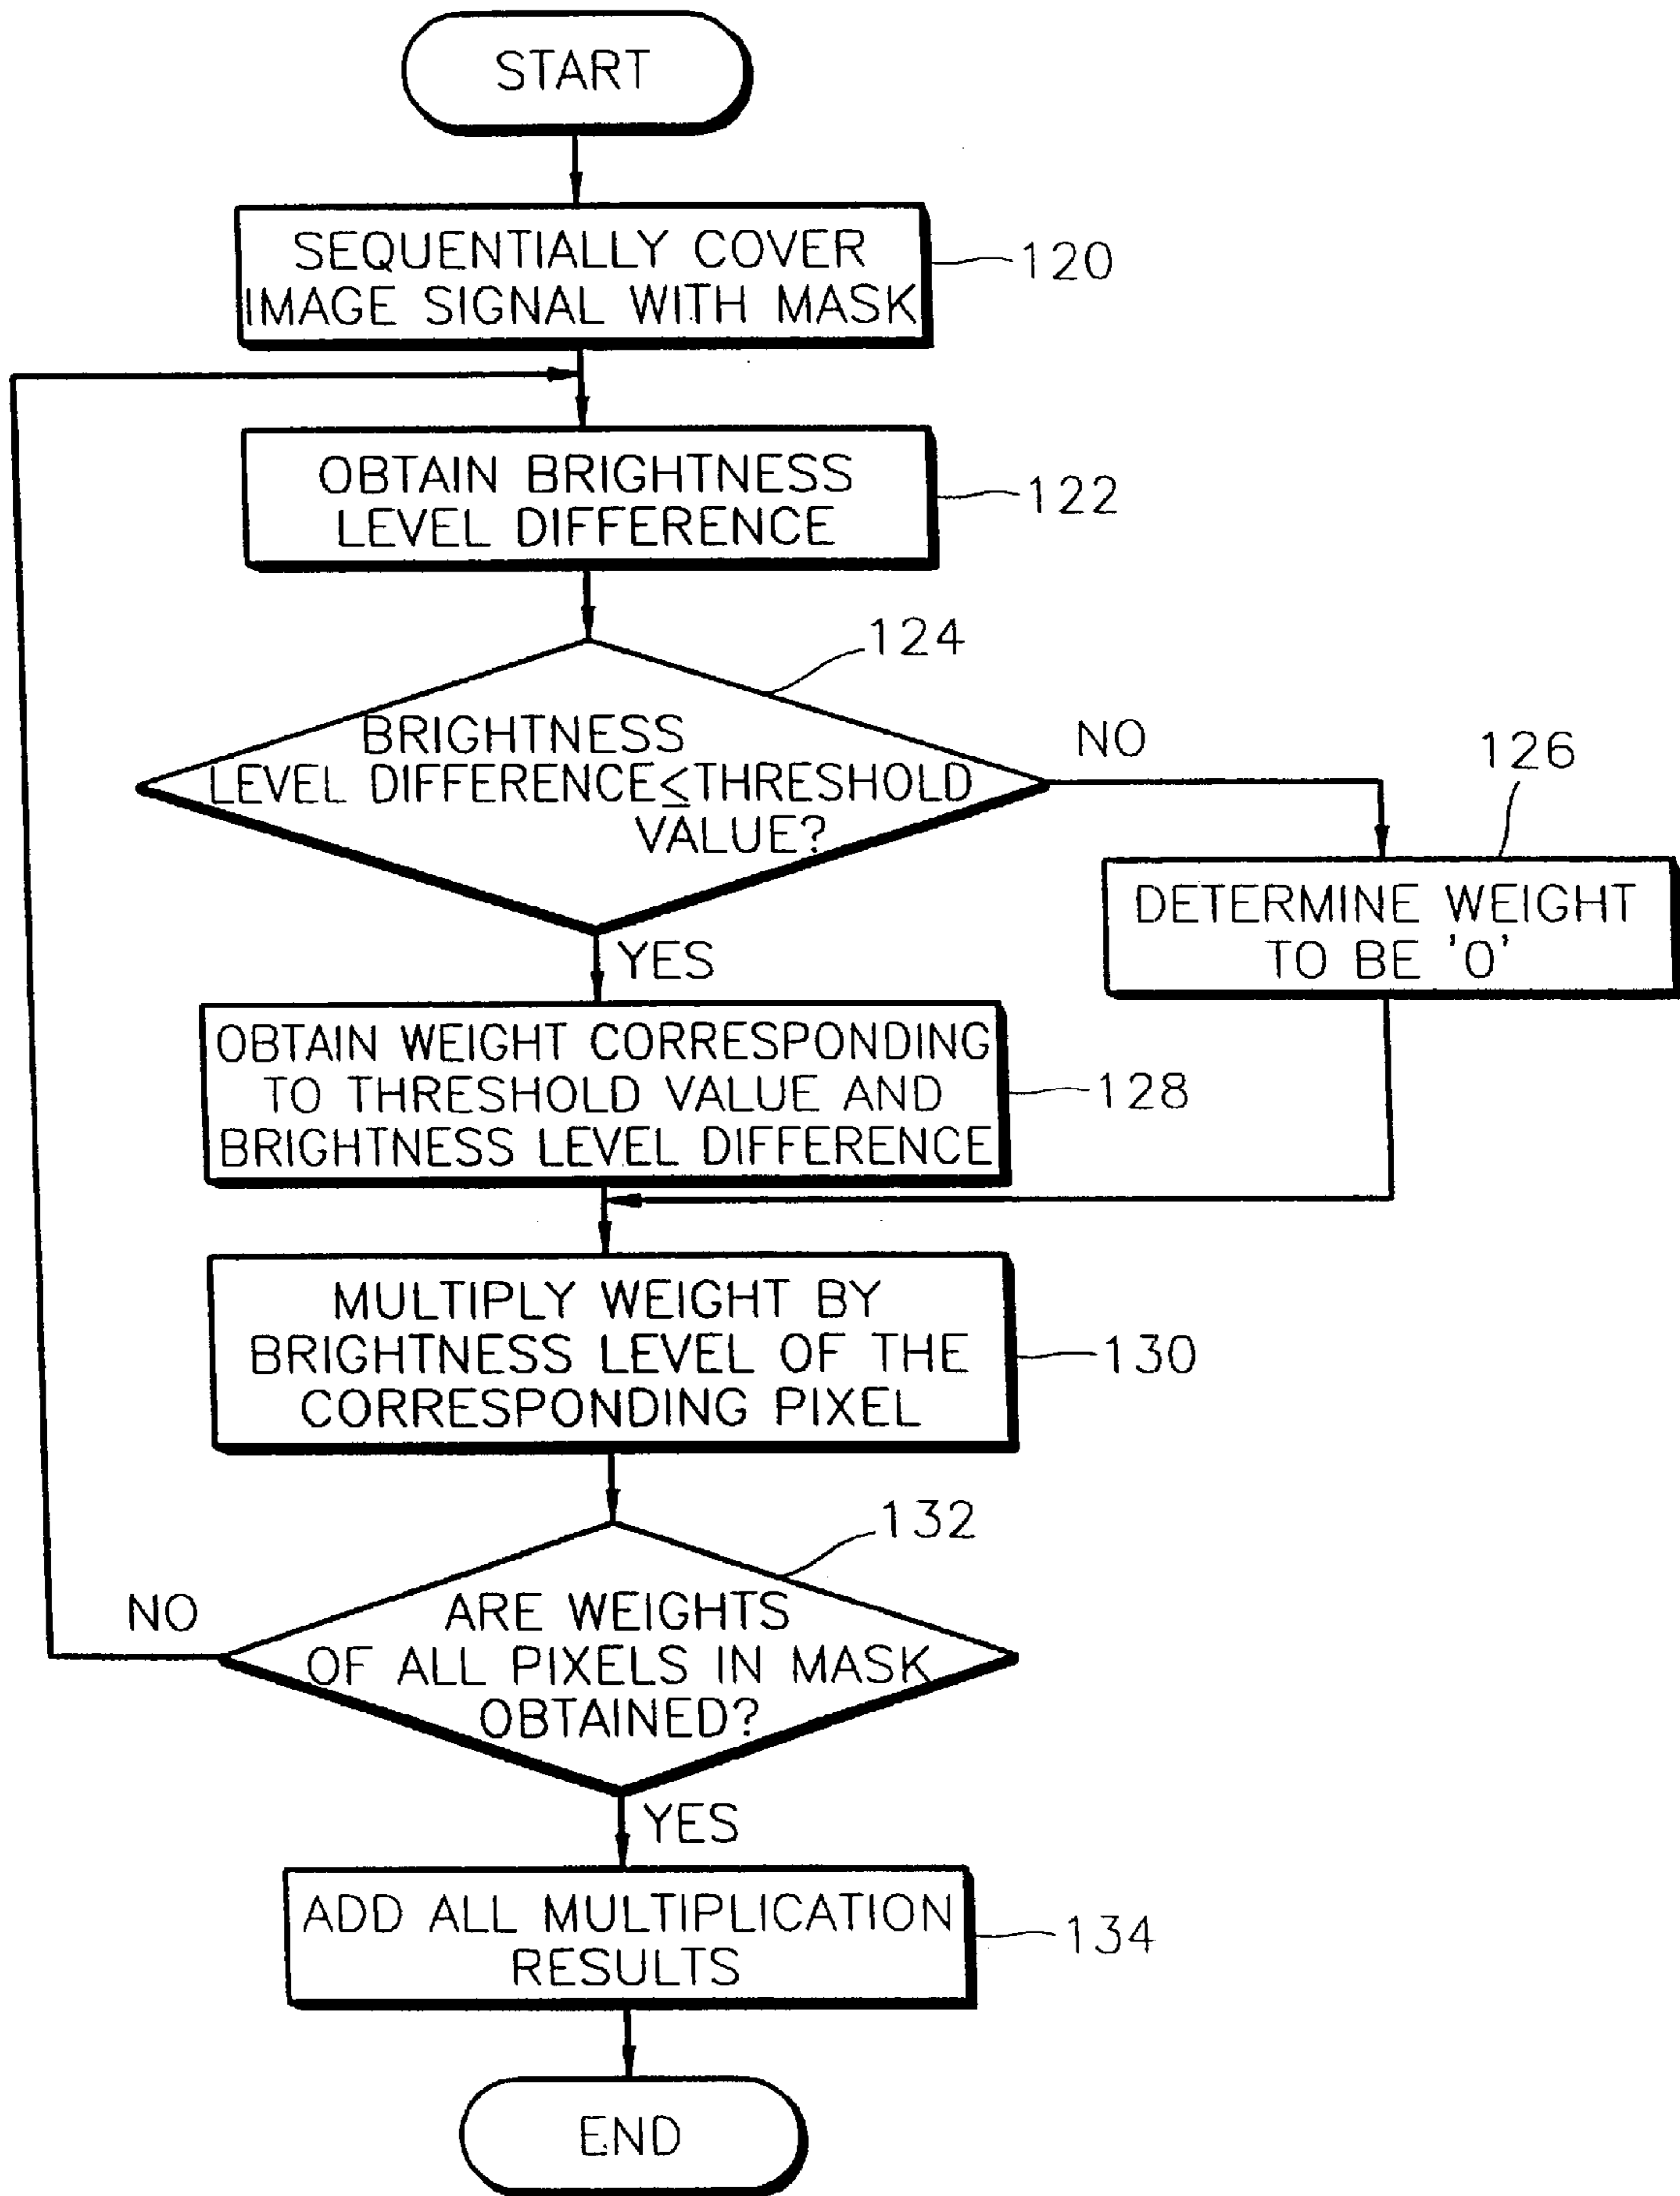 START
SEQUENTIALLY COVER
IMAGE SIGNAL WITH MASK
120
OBTAIN BRIGHTNESS
LEVEL DIFFERENCE
122
124
BRIGHTNESS
LEVEL DIFFERENCE≤THRESHOLD
VALUE?
NO
126
DETERMINE WEIGHT
TO BE '0'
YES
OBTAIN WEIGHT CORRESPONDING
TO THRESHOLD VALUE AND
BRIGHTNESS LEVEL DIFFERENCE
128
MULTIPLY WEIGHT BY
BRIGHTNESS LEVEL OF THE
CORRESPONDING PIXEL
130
132
NO
ARE WEIGHTS
OF ALL PIXELS IN MASK
OBTAINED?
YES
ADD ALL MULTIPLICATION
RESULTS
134
END